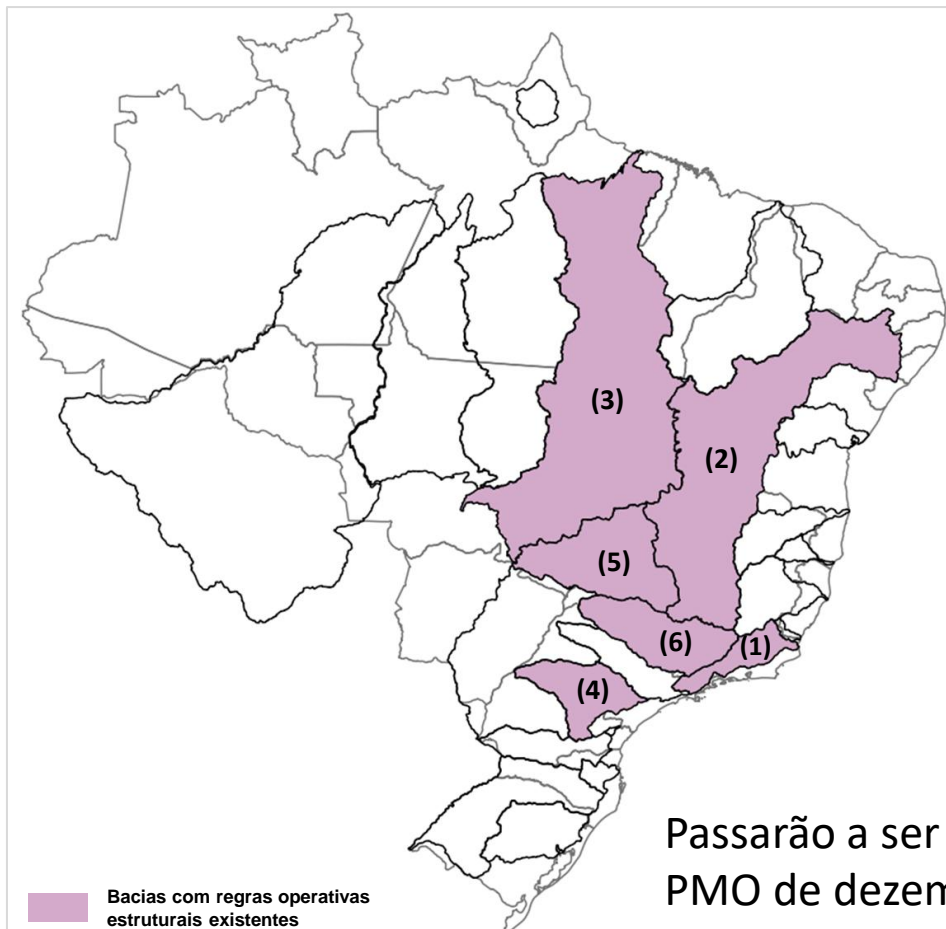 (3)
(2)
(5)
(6)
(1)
(4)
Passarão a ser
PMO de dezem
Bacias com regras operativas
estruturais existentes